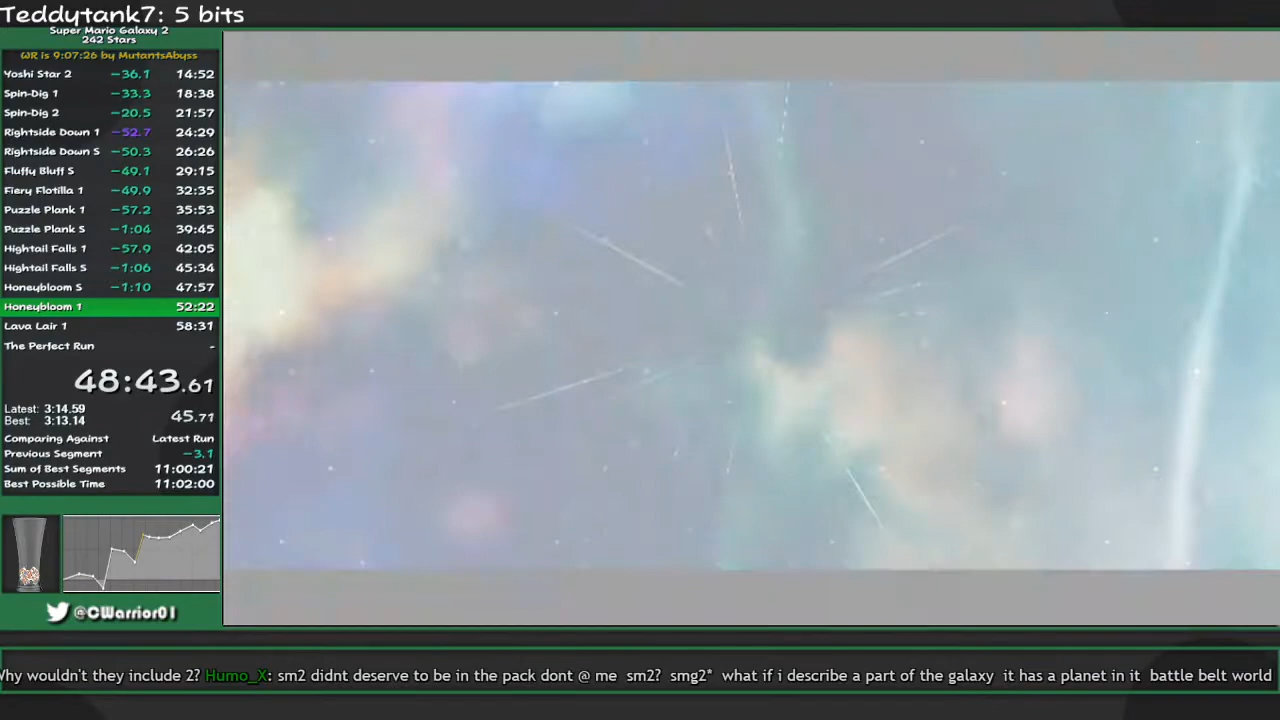 Teddytank7: 5 bits
Super Mario Galaxy 2
242 Stars
WR is 9:07:26 by MutantsAbyss
Yoshi Star 2 −36.1 14:52
Spin-Dig 1 −33.3 18:38
Spin-Dig 2 −20.5 21:57
Rightside Down 1 −52.7 24:29
Rightside Down S −50.3 26:26
Fluffy Bluff S −49.1 29:15
Fiery Flotilla 1 −49.9 32:35
Puzzle Plank 1 −57.2 35:53
Puzzle Plank S −1:04 39:45
Hightail Falls 1 −57.9 42:05
Hightail Falls S −1:06 45:34
Honeybloom S −1:10 47:57
Honeybloom 1 52:22
Lava Lair 1 58:31
The Perfect Run -
48:43.61
Latest: 3:14.59
Best: 3:13.14
45.71
Comparing Against Latest Run
Previous Segment −3.1
Sum of Best Segments 11:00:21
Best Possible Time 11:02:00
@CWarrior01
Why wouldn't they include 2? Humo_X: sm2 didnt deserve to be in the pack dont @ me sm2? smg2* what if i describe a part of the galaxy it has a planet in it battle belt world